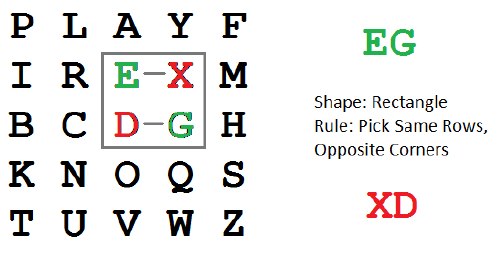 P L A Y F
I R E X M
B C D G H
K N O Q S
T U V W Z
EG
Shape: Rectangle
Rule: Pick Same Rows,
Opposite Corners
XD